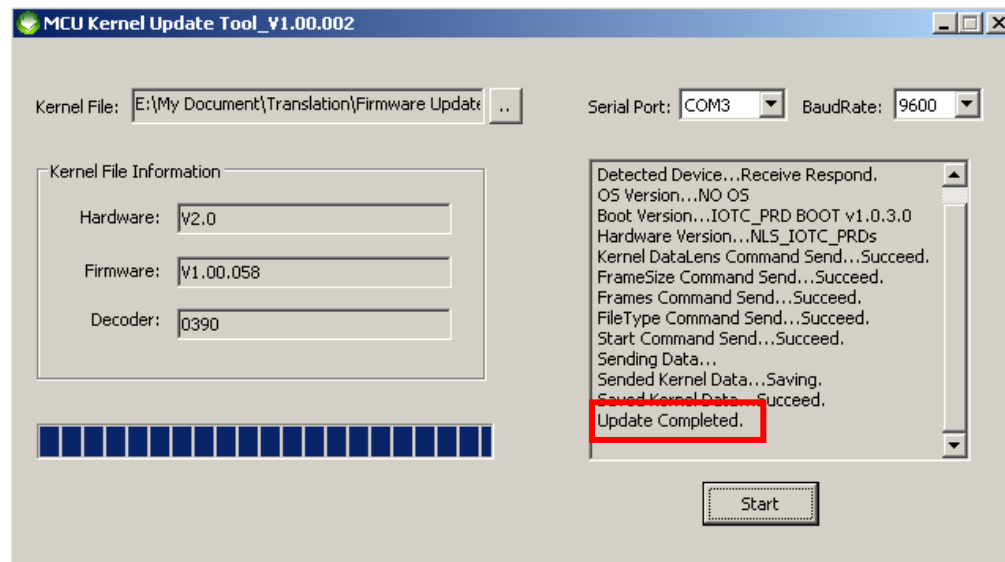 MCU Kernel Update Tool_V1.00.002
Kernel File: E:\My Document\Translation\Firmware Update ..
Serial Port: COM3 BaudRate: 9600
Kernel File Information
Hardware: V2.0
Firmware: V1.00.058
Decoder: 0390
Detected Device...Receive Respond.
OS Version...NO OS
Boot Version...IOTC_PRD BOOT v1.0.3.0
Hardware Version...NLS_IOTC_PRDs
Kernel DataLens Command Send...Succeed.
FrameSize Command Send...Succeed.
Frames Command Send...Succeed.
FileType Command Send...Succeed.
Start Command Send...Succeed.
Sending Data...
Sended Kernel Data...Saving.
Saved Kernel Data...Succeed.
Update Completed.
Start